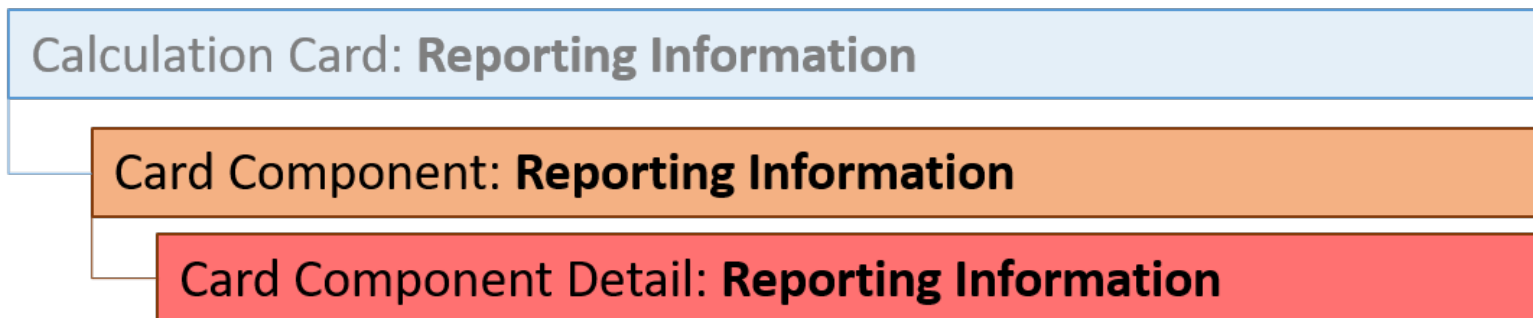 Calculation Card: Reporting Information
Card Component: Reporting Information
Card Component Detail: Reporting Information